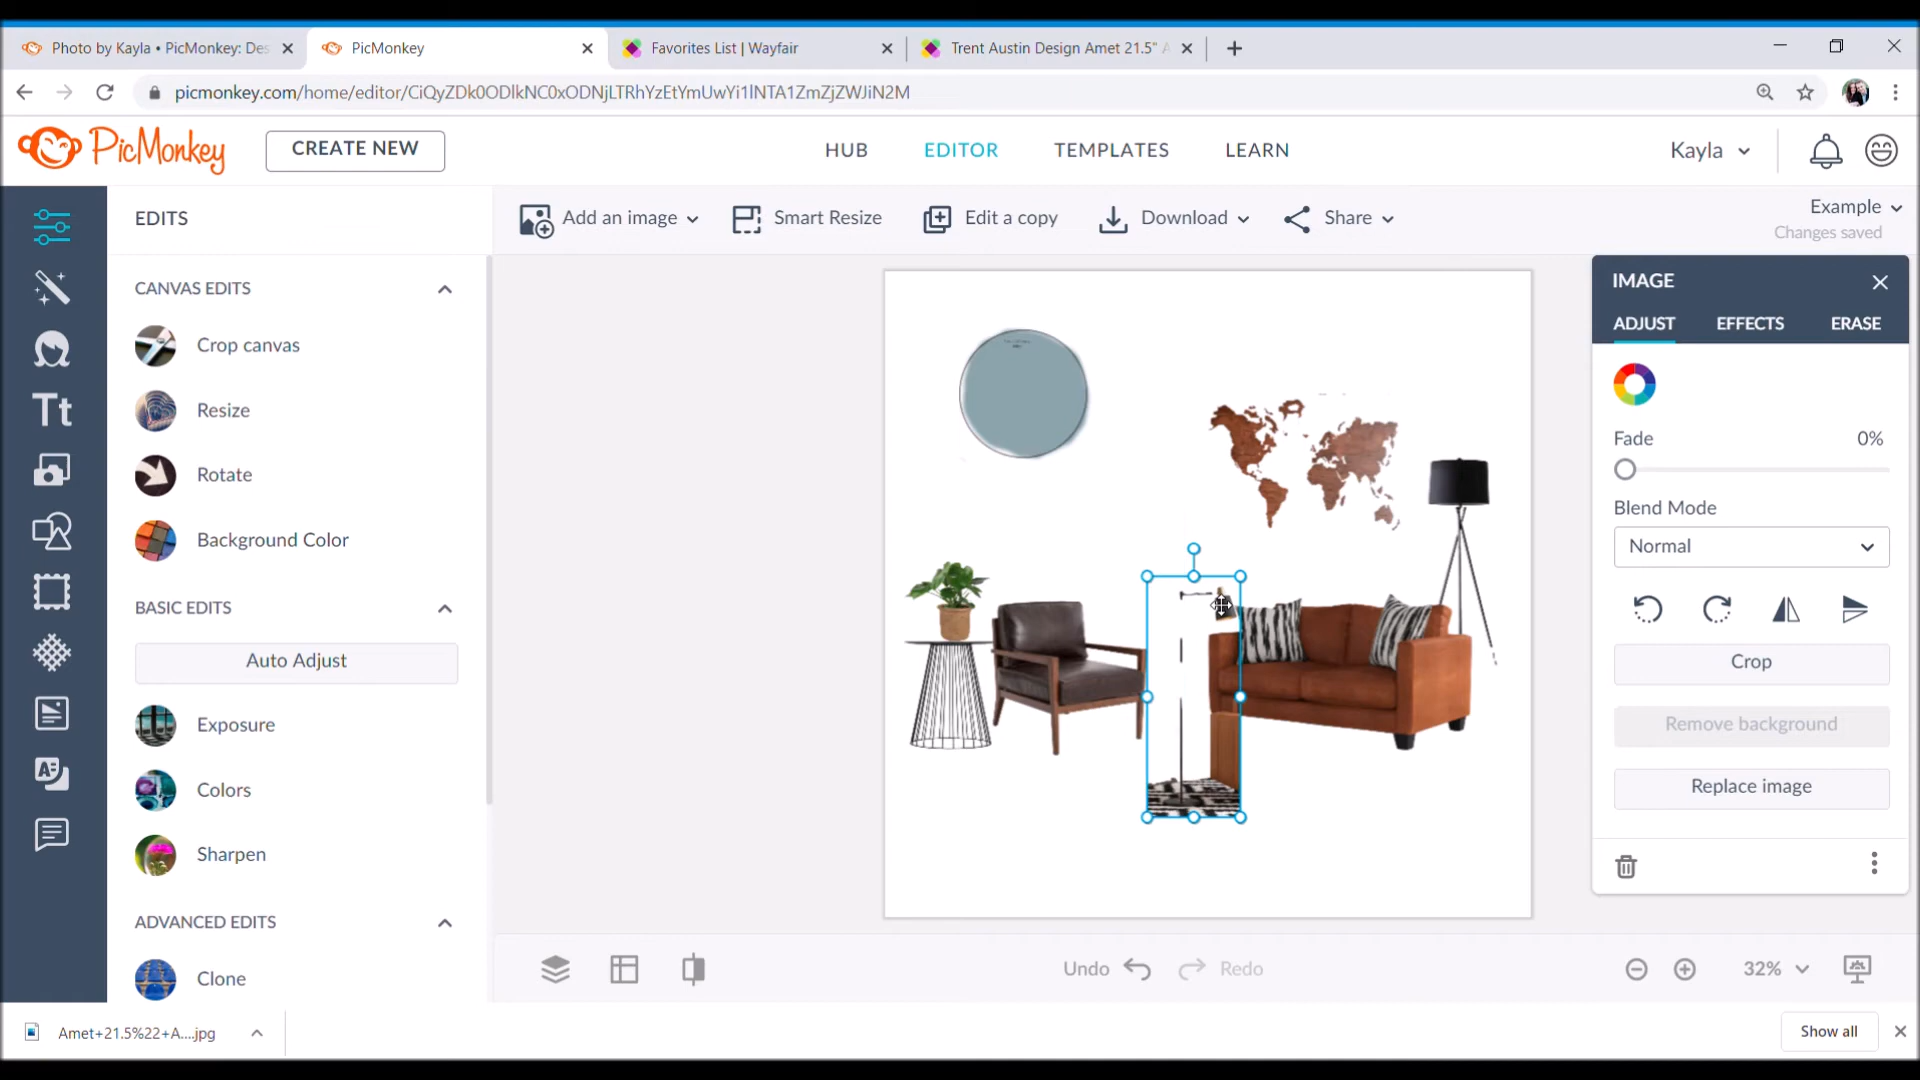 Photo by Kayla • PicMonkey: Des
PicMonkey
Favorites List | Wayfair
Trent Austin Design Amet 21.5" A
picmonkey.com/home/editor/CiQyZDk0ODlkNC0xODNjLTRhYzEtYmUwYi1lNTA1ZmZjZWJiN2M
PicMonkey
CREATE NEW
HUB
EDITOR
TEMPLATES
LEARN
Kayla
EDITS
Add an image
Smart Resize
Edit a copy
Download
Share
Example
Changes saved
CANVAS EDITS
Crop canvas
Resize
Rotate
Background Color
BASIC EDITS
Auto Adjust
Exposure
Colors
Sharpen
ADVANCED EDITS
Clone
Tt
IMAGE
ADJUST
EFFECTS
ERASE
Fade
0%
Blend Mode
Normal
Crop
Remove background
Replace image
Undo
Redo
32%
Amet+21.5%22+A....jpg
Show all